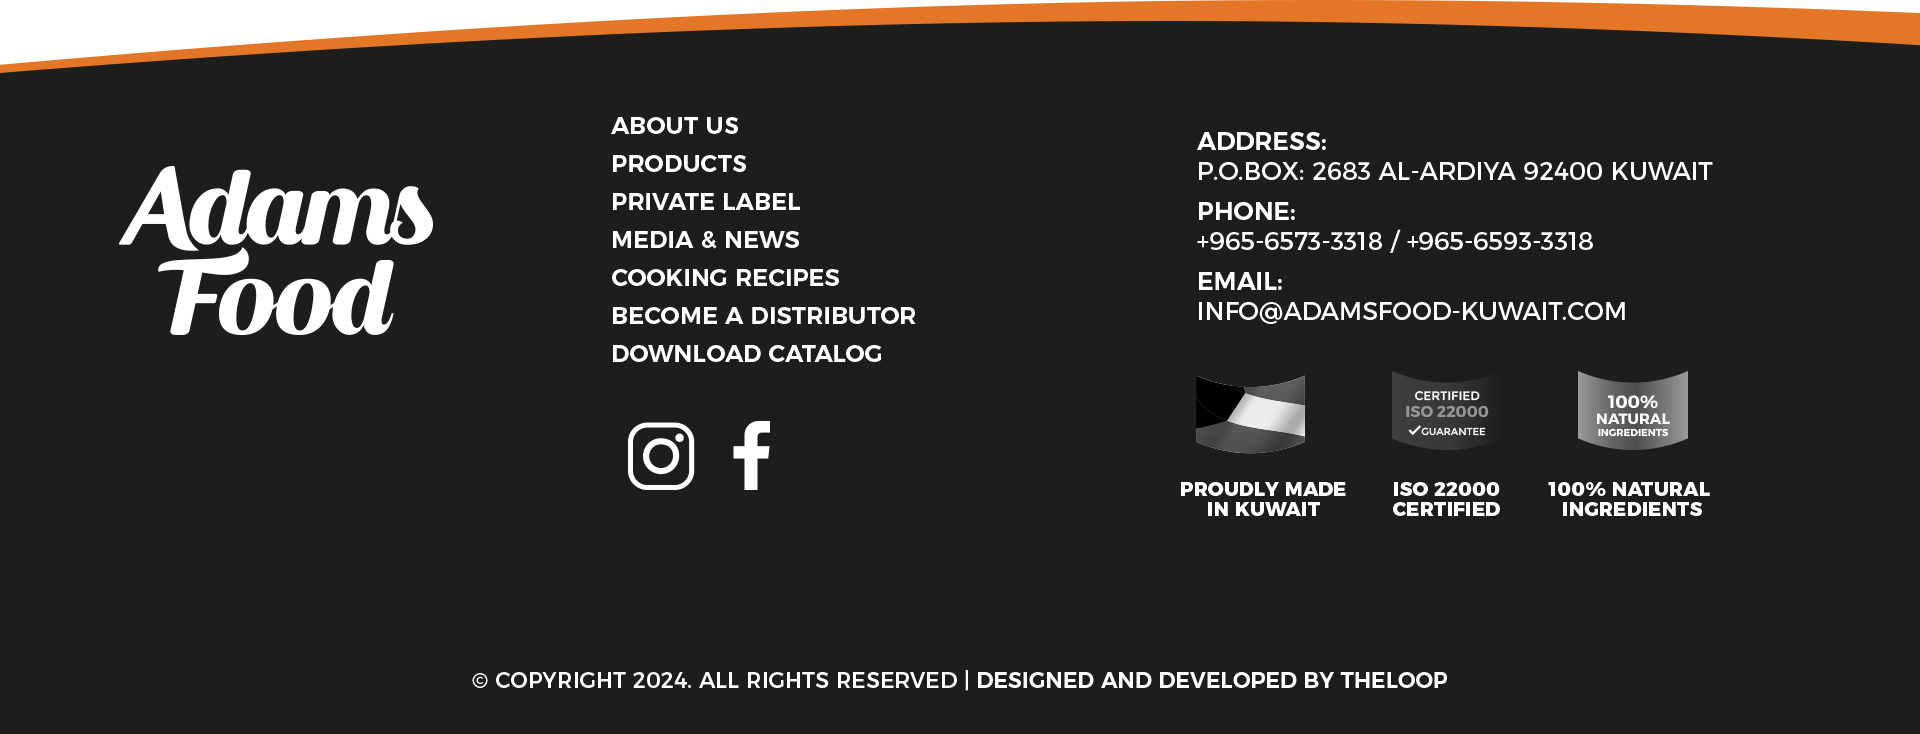 Adams
Food
ABOUT US
PRODUCTS
PRIVATE LABEL
MEDIA & NEWS
COOKING RECIPES
BECOME A DISTRIBUTOR
DOWNLOAD CATALOG
ADDRESS:
P.O.BOX: 2683 AL-ARDIYA 92400 KUWAIT
PHONE:
+965-6573-3318 / +965-6593-3318
EMAIL:
INFO@ADAMSFOOD-KUWAIT.COM
CERTIFIED
ISO 22000
GUARANTEE
100%
NATURAL
INGREDIENTS
PROUDLY MADE
IN KUWAIT
ISO 22000
CERTIFIED
100% NATURAL
INGREDIENTS
© COPYRIGHT 2024. ALL RIGHTS RESERVED | DESIGNED AND DEVELOPED BY THELOOP